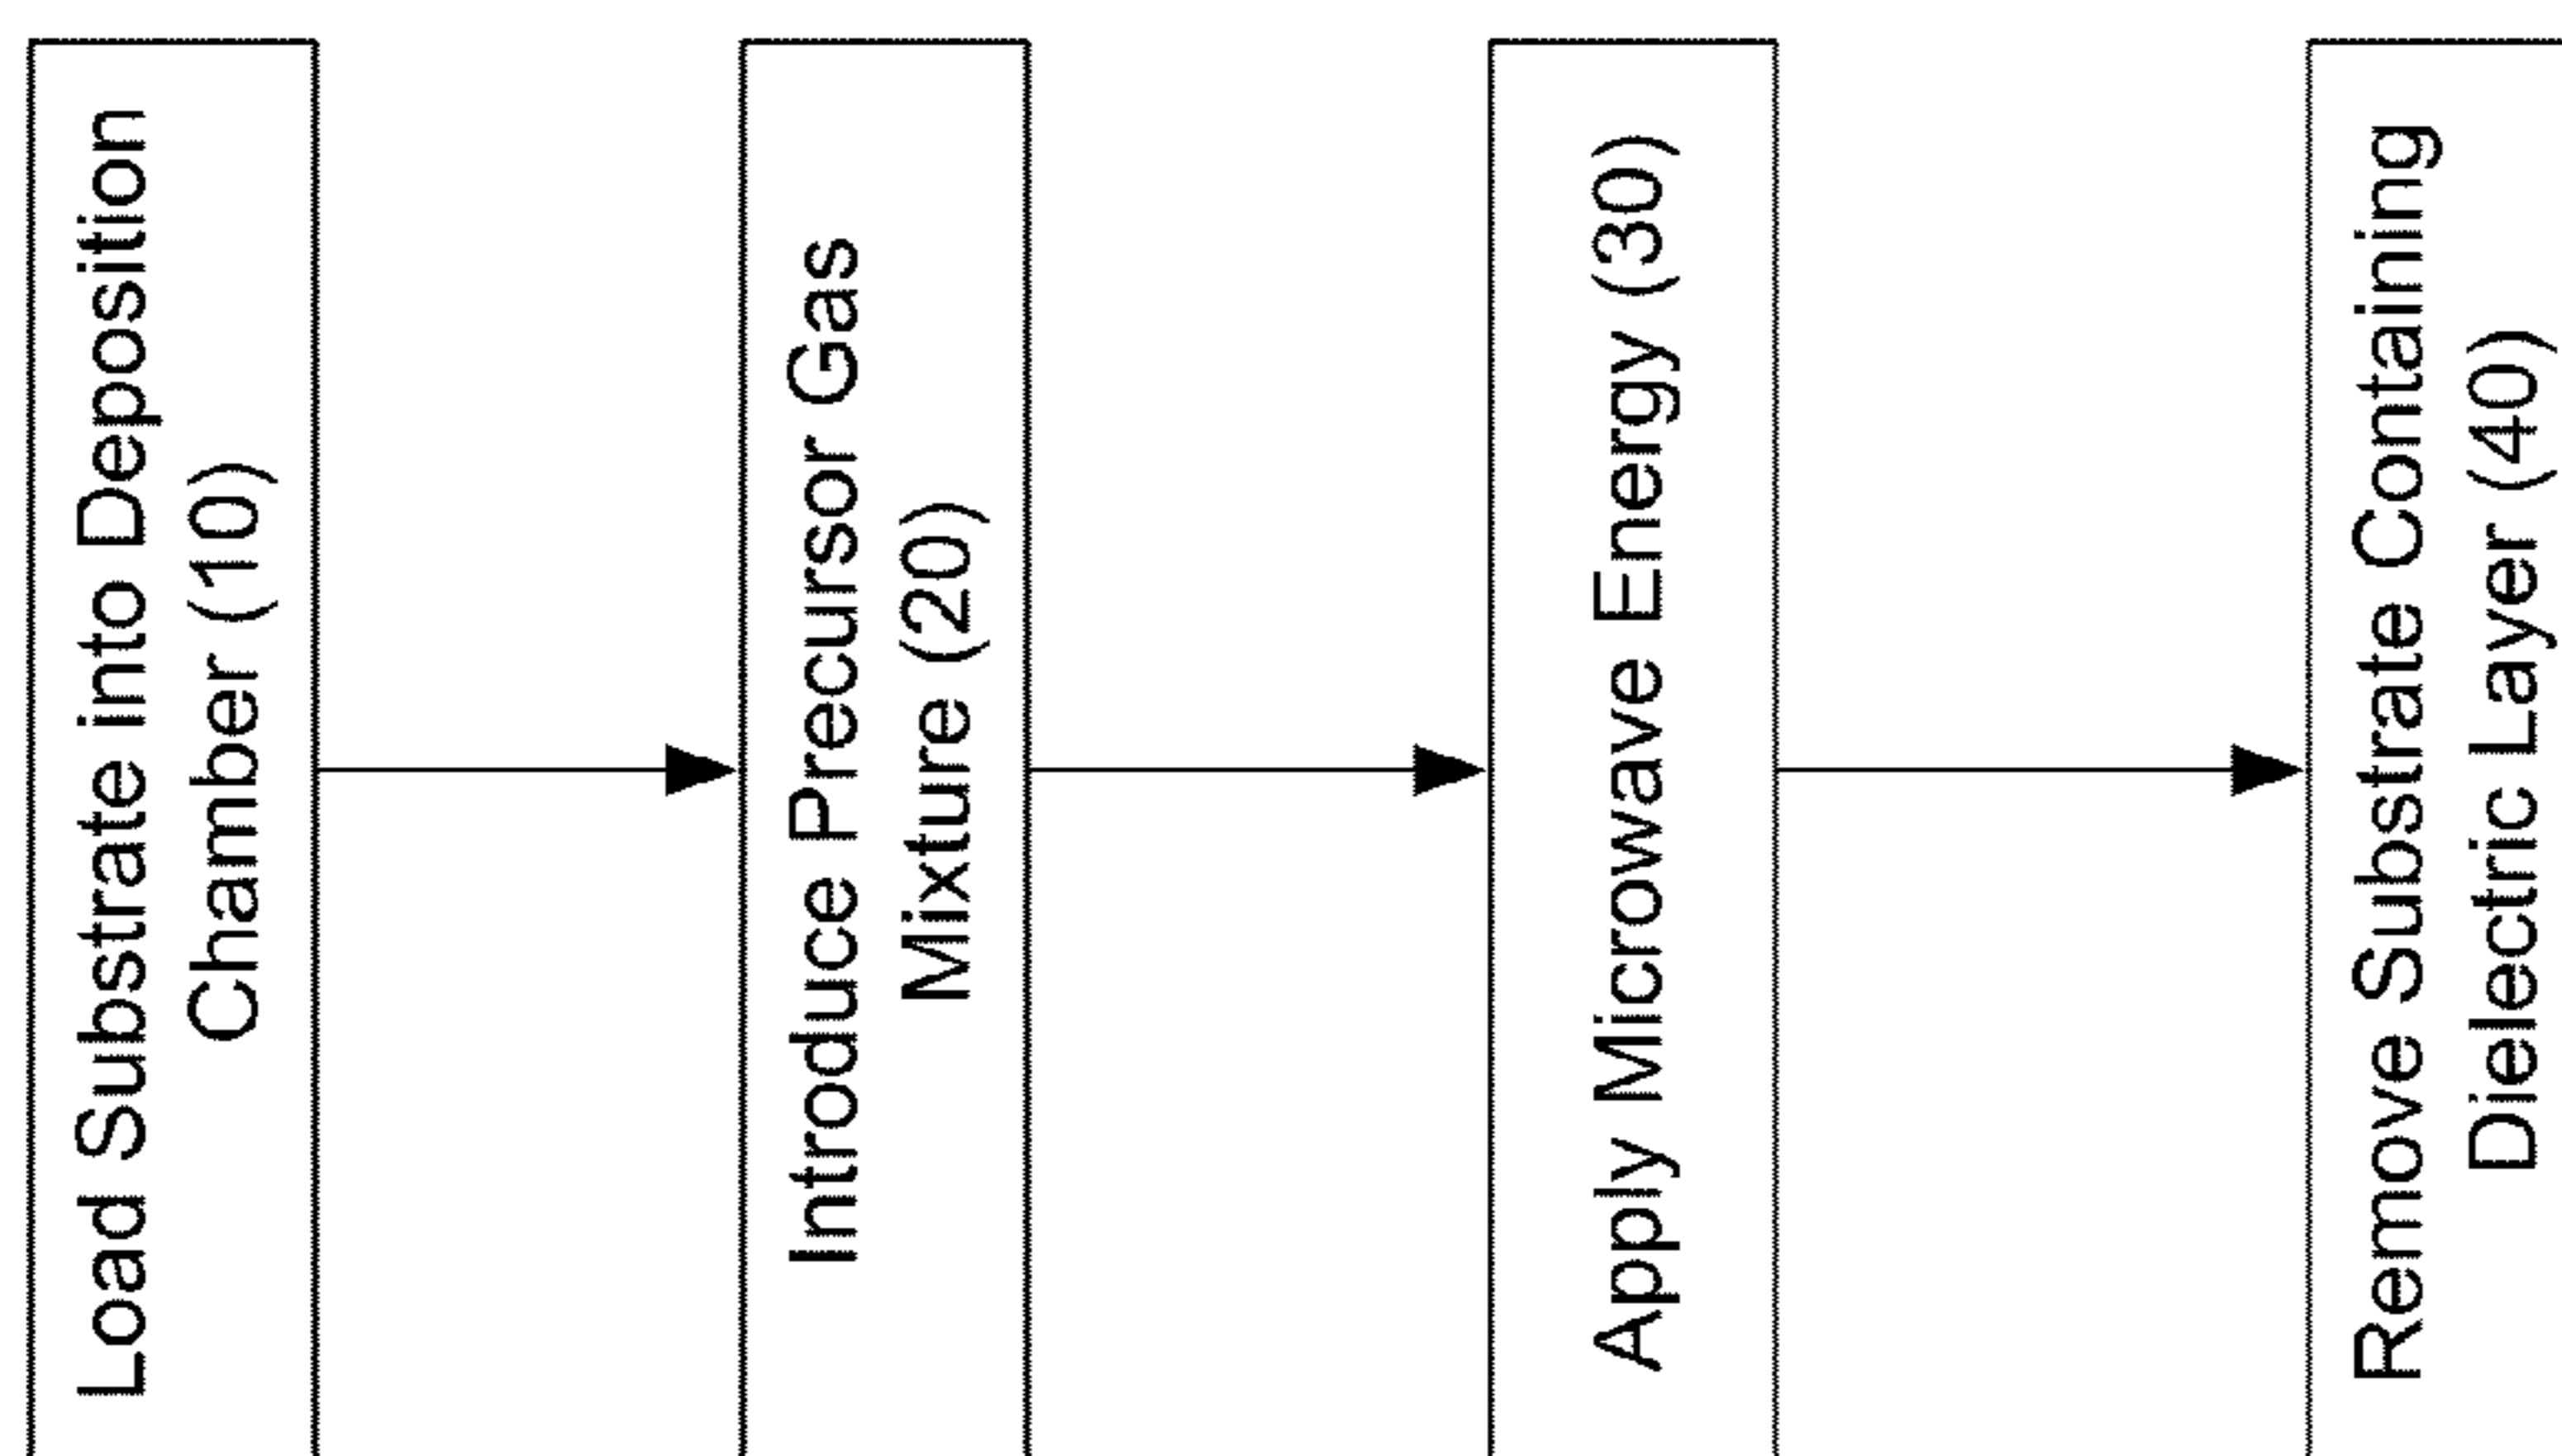 Load Substrate into Deposition
Chamber (10)
Introduce Precursor Gas
Mixture (20)
Apply Microwave Energy (30)
Remove Substrate Containing
Dielectric Layer (40)